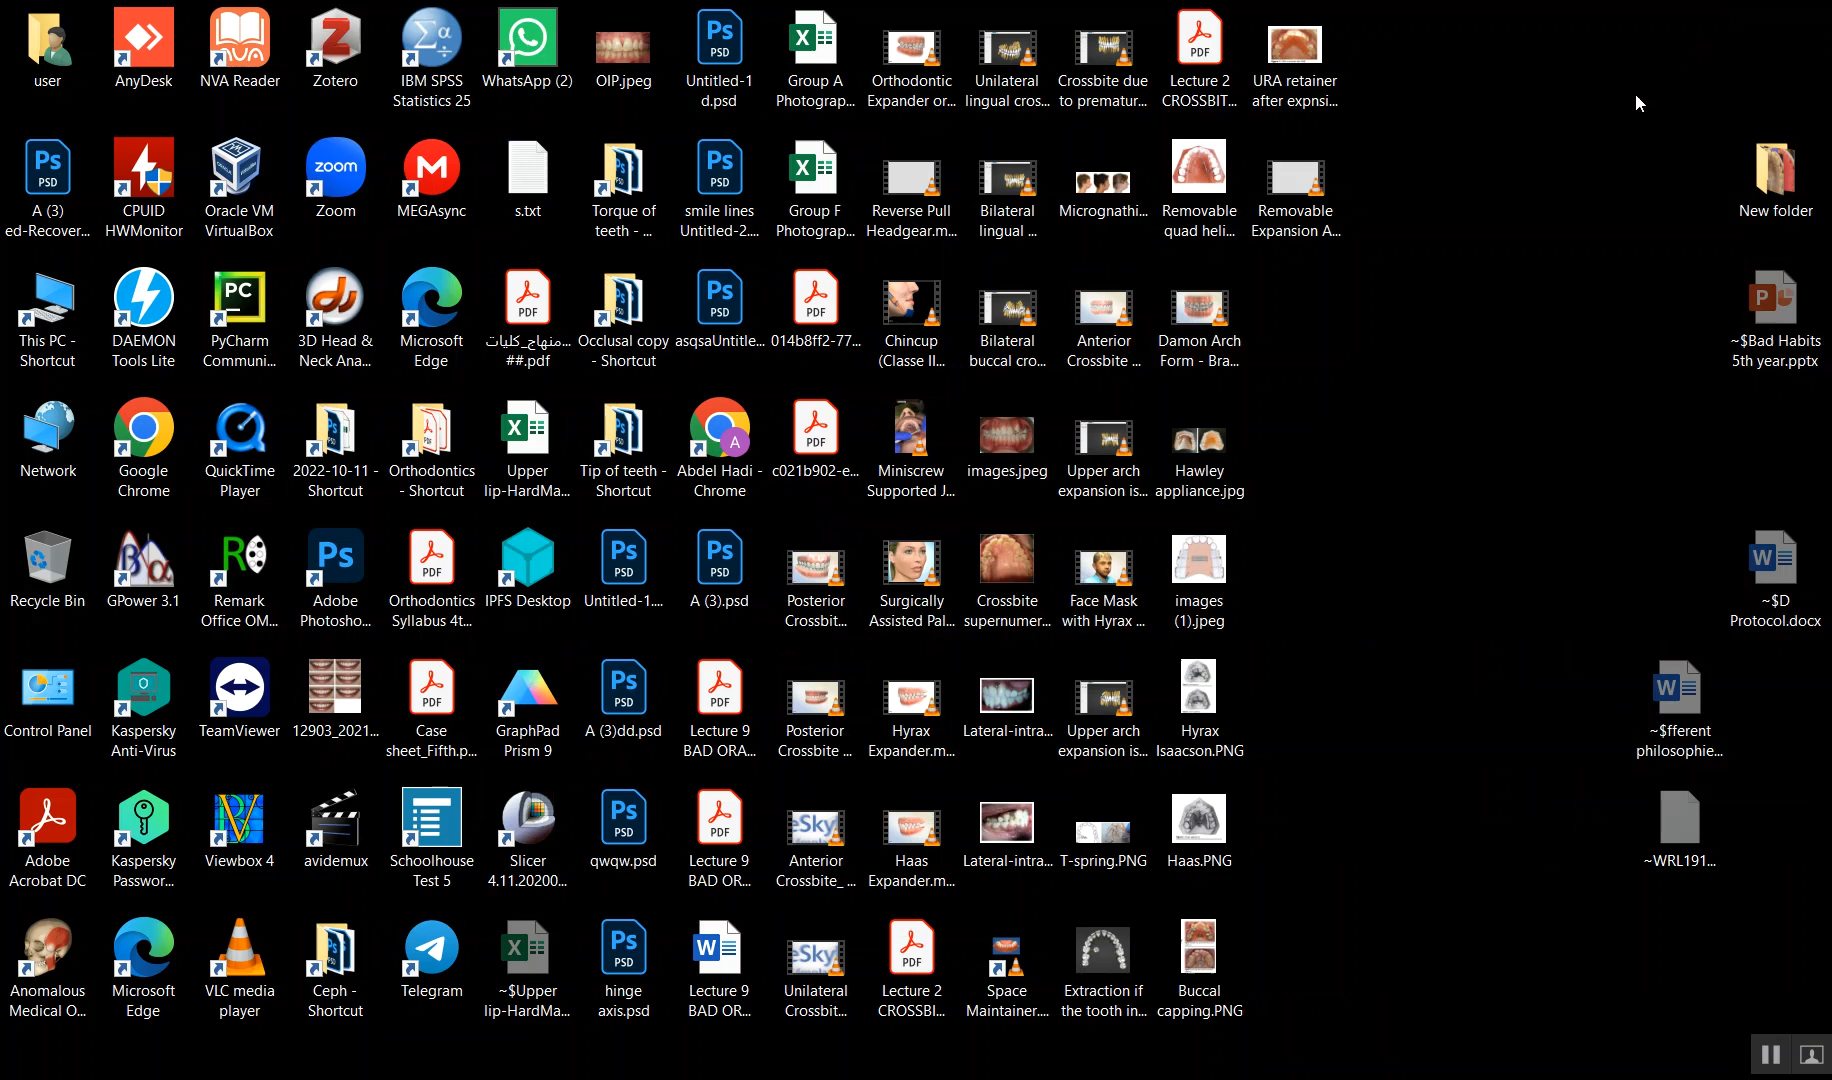 user
AnyDesk
NVA Reader
Zotero
IBM SPSS
Statistics 25
WhatsApp (2)
OIP.jpeg
Untitled-1
d.psd
Group A
Photograp...
Orthodontic
Expander or...
Unilateral
lingual cros...
Crossbite due
to prematur...
Lecture 2
CROSSBIT...
URA retainer
after expnsi...
A (3)
ed-Recover...
CPUID
HWMonitor
Oracle VM
VirtualBox
Zoom
MEGAsync
s.txt
Torque of
teeth - ...
smile lines
Untitled-2....
Group F
Photograp...
Reverse Pull
Headgear.m...
Bilateral
lingual ...
Micrognathi...
Removable
quad heli...
Removable
Expansion A...
New folder
This PC -
Shortcut
DAEMON
Tools Lite
PyCharm
Communi...
3D Head &
Neck Ana...
Microsoft
Edge
منهاج_كليات...
##.pdf
Occlusal copy
- Shortcut
asqsaUntitle...
014b8ff2-77...
Chincup
(Classe II...
Bilateral
buccal cro...
Anterior
Crossbite ...
Damon Arch
Form - Bra...
~$Bad Habits
5th year.pptx
Network
Google
Chrome
QuickTime
Player
2022-10-11 -
Shortcut
Orthodontics
- Shortcut
Upper
lip-HardMa...
Tip of teeth -
Shortcut
Abdel Hadi -
Chrome
c021b902-e...
Miniscrew
Supported J...
images.jpeg
Upper arch
expansion is...
Hawley
appliance.jpg
Recycle Bin
GPower 3.1
Remark
Office OM...
Adobe
Photosho...
Orthodontics
Syllabus 4t...
IPFS Desktop
Untitled-1....
A (3).psd
Posterior
Crossbit...
Surgically
Assisted Pal...
Crossbite
supernumer...
Face Mask
with Hyrax ...
images
(1).jpeg
~$D
Protocol.docx
Control Panel
Kaspersky
Anti-Virus
TeamViewer
12903_2021...
Case
sheet_Fifth.p...
GraphPad
Prism 9
A (3)dd.psd
Lecture 9
BAD ORA...
Posterior
Crossbite ...
Hyrax
Expander.m...
Lateral-intra...
Upper arch
expansion is...
Hyrax
Isaacson.PNG
~$fferent
philosophie...
Adobe
Acrobat DC
Kaspersky
Passwor...
Viewbox 4
avidemux
Schoolhouse
Test 5
Slicer
4.11.20200...
qwqw.psd
Lecture 9
BAD OR...
Anterior
Crossbite_ ...
Haas
Expander.m...
Lateral-intra...
T-spring.PNG
Haas.PNG
~WRL191...
Anomalous
Medical O...
Microsoft
Edge
VLC media
player
Ceph -
Shortcut
Telegram
~$Upper
lip-HardMa...
hinge
axis.psd
Lecture 9
BAD OR...
Unilateral
Crossbit...
Lecture 2
CROSSBI...
Space
Maintainer....
Extraction if
the tooth in...
Buccal
capping.PNG